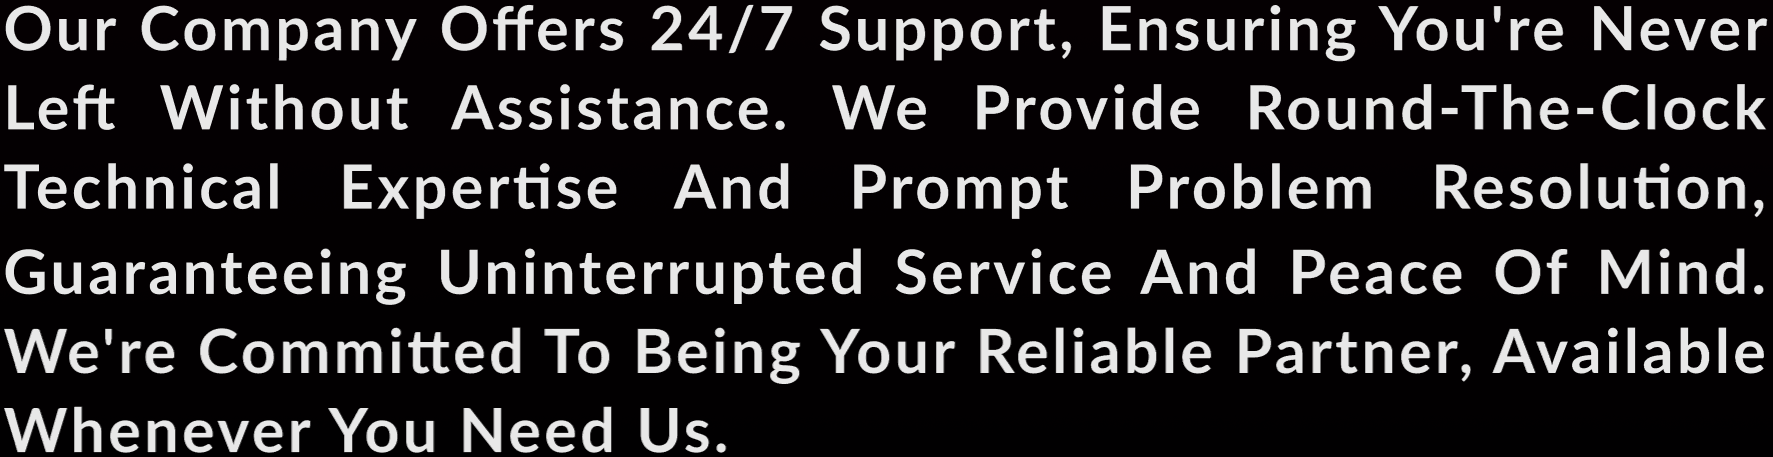 Our Company Offers 24/7 Support, Ensuring You're Never
Left Without Assistance. We Provide Round-The-Clock
Technical Expertise And Prompt Problem Resolution,
Guaranteeing Uninterrupted Service And Peace Of Mind.
We're Committed To Being Your Reliable Partner, Available
Whenever You Need Us.